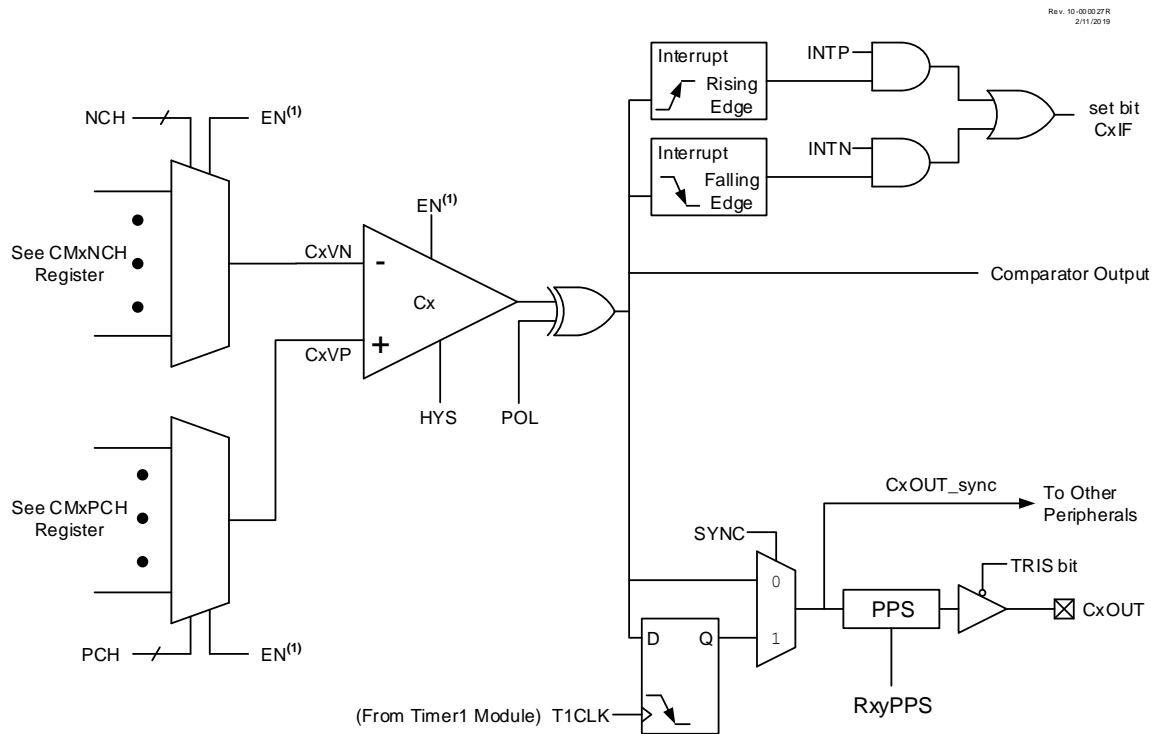 Rev. 10-000027R
2/11/2019
Interrupt
Rising
Edge
INTP
set bit
CxIF
NCH
EN(1)
Interrupt
Falling
Edge
INTN
See CMxNCH
Register
CxVN
EN(1)
-
Cx
+
CxVP
HYS
POL
Comparator Output
See CMxPCH
Register
PCH
EN(1)
CxOUT_sync
To Other
Peripherals
SYNC
0
1
TRIS bit
PPS
CxOUT
RxyPPS
D Q
(From Timer1 Module) T1CLK